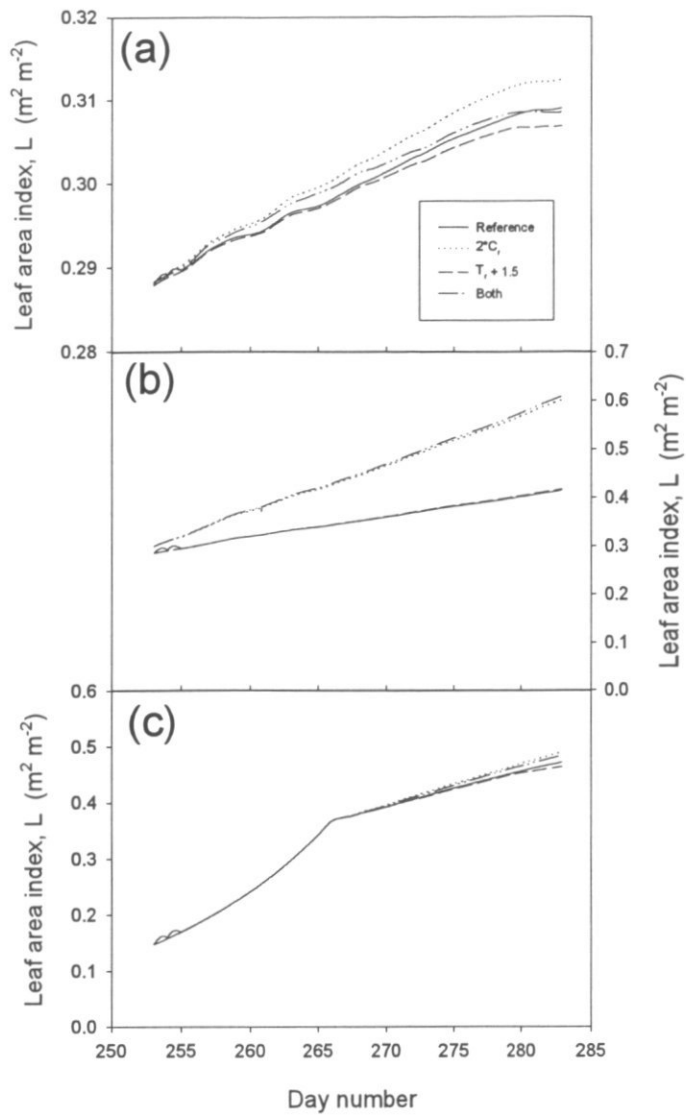 (a)
0.32
0.31
0.30
0.29
0.28
Leaf area index, L (m² m⁻²)
Reference
2*Cᵣ
Tᵣ + 1.5
Both
(b)
0.7
0.6
0.5
0.4
0.3
0.2
0.1
0.0
Leaf area index, L (m² m⁻²)
(c)
0.6
0.5
0.4
0.3
0.2
0.1
0.0
Leaf area index, L (m² m⁻²)
250 255 260 265 270 275 280 285
Day number